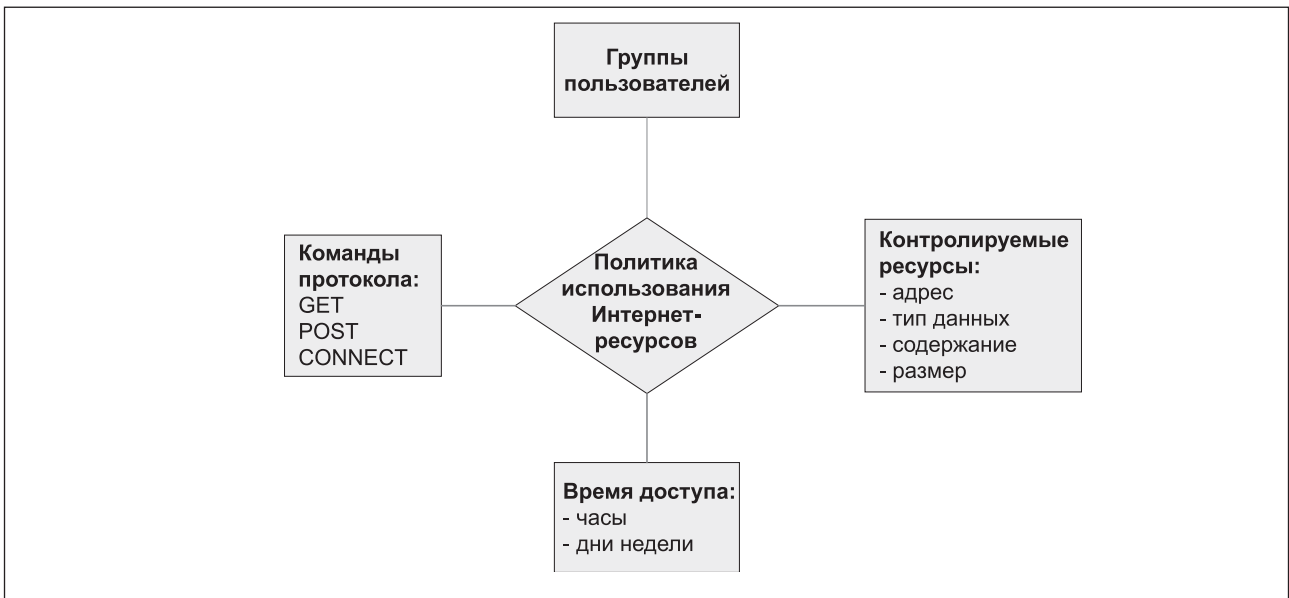 Группы
пользователей
Команды
протокола:
GET
POST
CONNECT
Политика
использования
Интернет-
ресурсов
Контролируемые
ресурсы:
- адрес
- тип данных
- содержание
- размер
Время доступа:
- часы
- дни недели